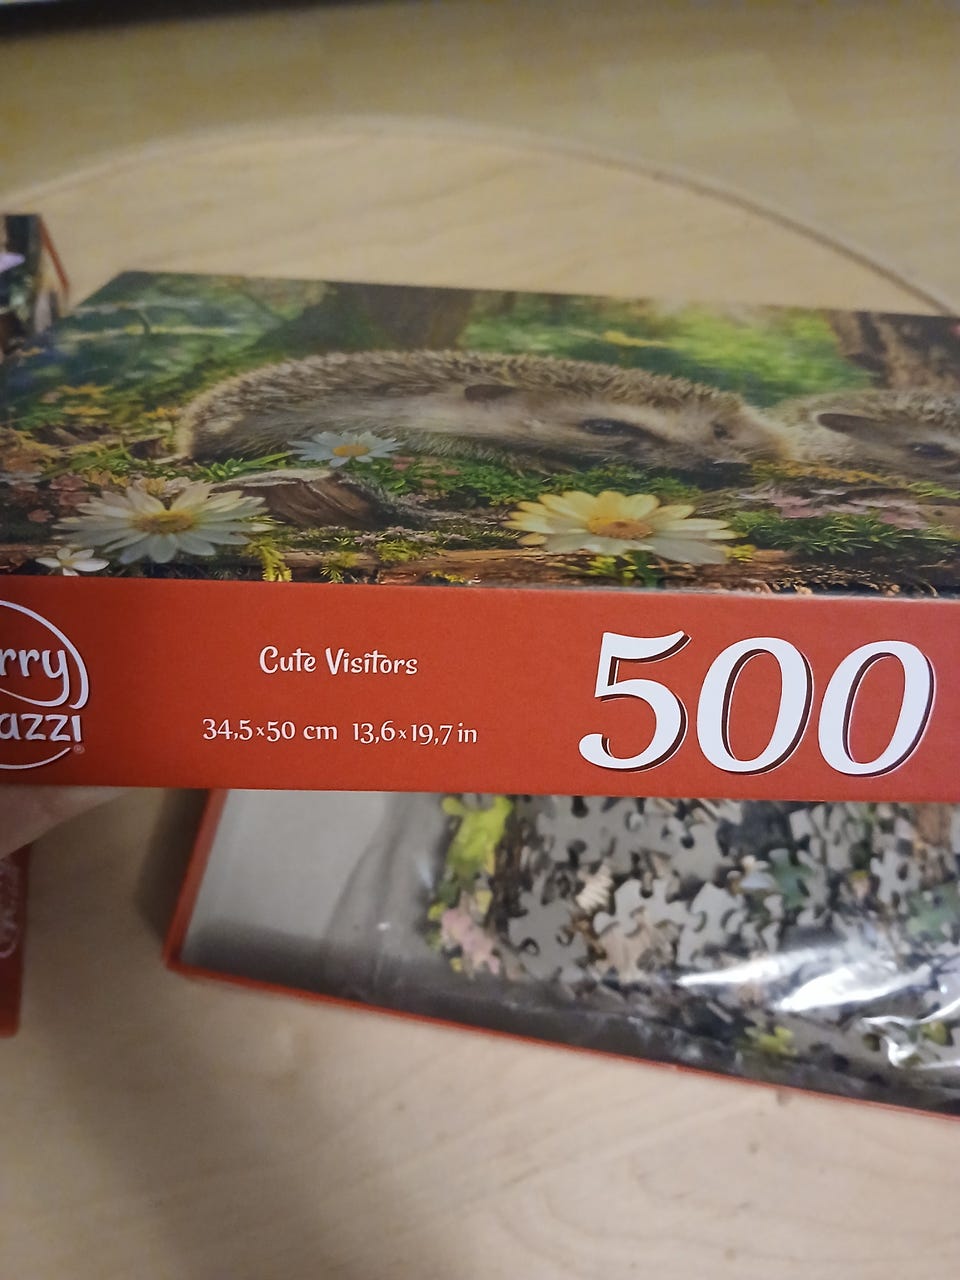 rry
azzi®
Cute Visitors
34,5×50 cm 13,6×19,7 in
500